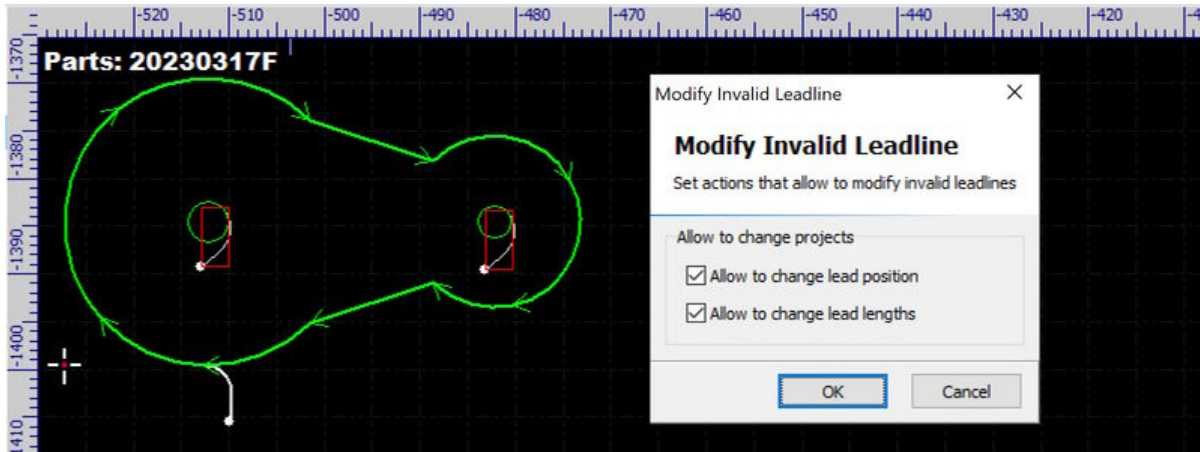 -520 -510 -500 -490 -480 -470 -460 -450 -440 -430 -420
-1370
-1380
-1390
-1400
1410
Parts: 20230317F
Modify Invalid Leadline
Modify Invalid Leadline
Set actions that allow to modify invalid leadlines
Allow to change projects
Allow to change lead position
Allow to change lead lengths
OK Cancel